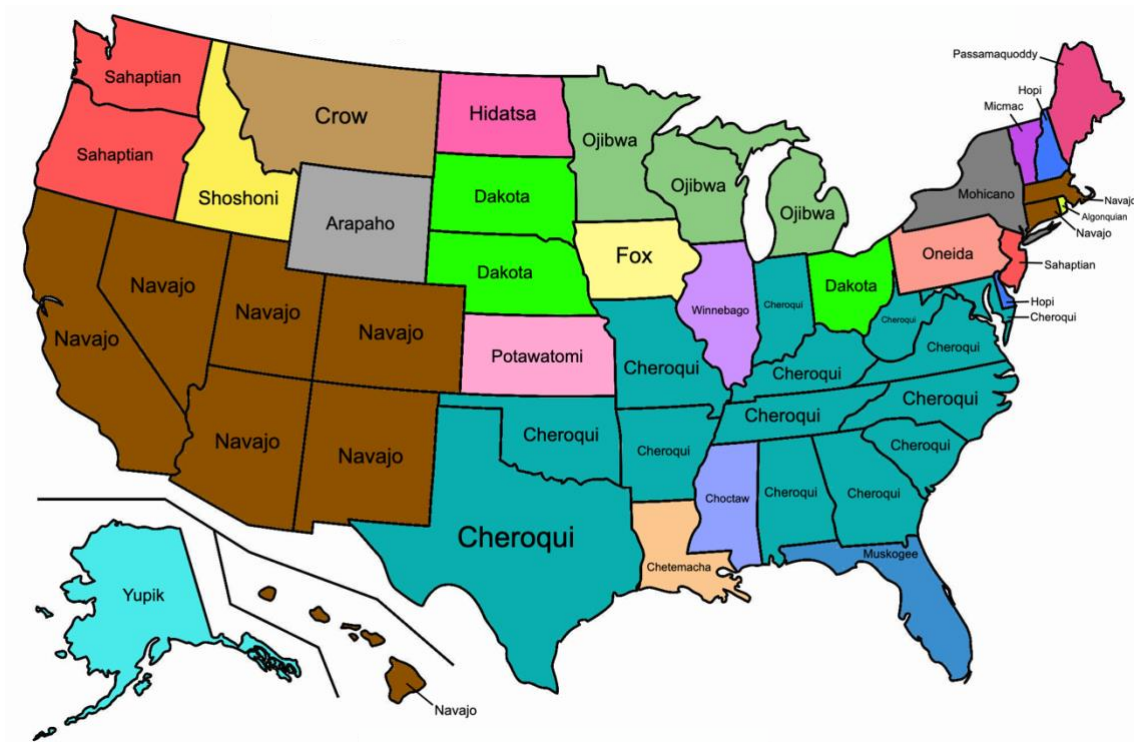 Passamaquoddy
Hopi
Micmac
Sahaptian
Crow
Hidatsa
Ojibwa
Sahaptian
Shoshoni
Dakota
Ojibwa
Ojibwa
Mohicano
Navajo
Algonquian
Navajo
Arapaho
Fox
Oneida
Sahaptian
Navajo
Navajo
Navajo
Navajo
Dakota
Winnebago
Cheroqui
Dakota
Cheroqui
Hopi
Cheroqui
Potawatomi
Cheroqui
Cheroqui
Cheroqui
Navajo
Navajo
Cheroqui
Cheroqui
Cheroqui
Cheroqui
Cheroqui
Cheroqui
Choctaw
Cheroqui
Cheroqui
Chetemacha
Muskogee
Yupik
Navajo